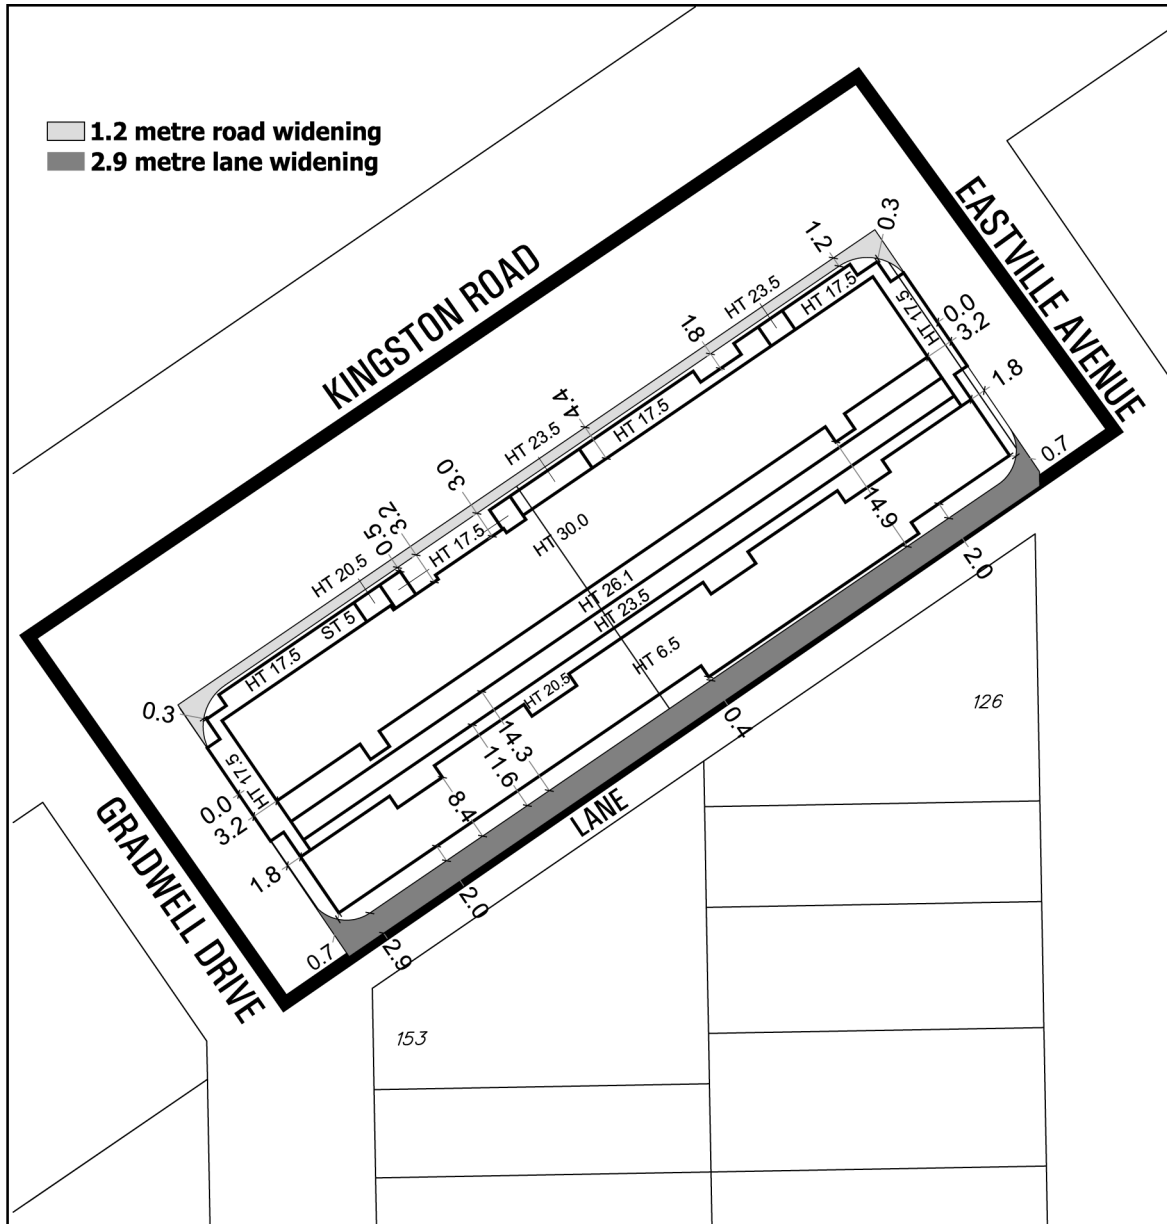 1.2 metre road widening
2.9 metre lane widening
KINGSTON ROAD
EASTVILLE AVENUE
GRADWELL DRIVE
LANE
0.3
1.2
HT 17.5
HT 23.5
HT 17.5
0.0
3.2
1.8
1.8
0.7
4.4
HT 17.5
HT 23.5
3.0
HT 17.5
HT 30.0
3.2
0.5
HT 20.5
ST 5
HT 17.5
0.3
HT 26.1
HT 23.5
HT 6.5
HT 20.5
14.9
2.0
0.4
14.3
11.6
8.4
2.0
2.9
HT 17.5
0.0
3.2
1.8
0.7
126
153